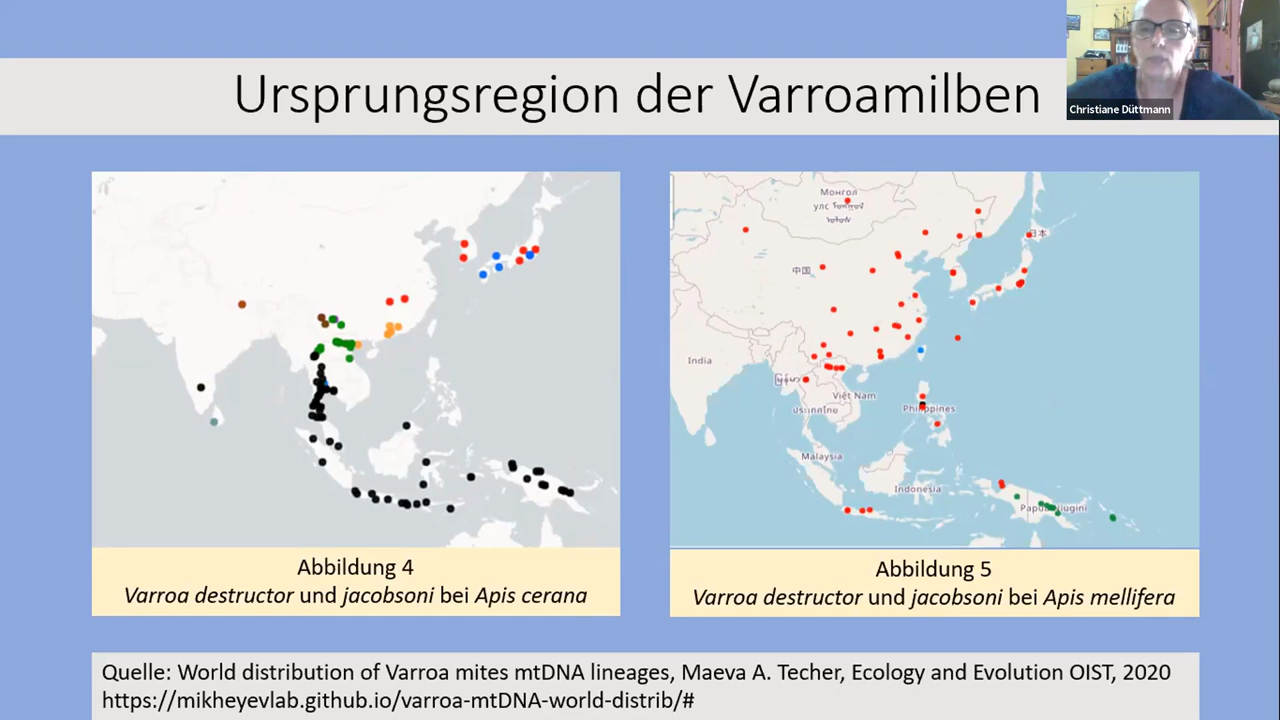 Ursprungsregion der Varroamilben
Christiane Düttmann
Монгол
улс
中国
日本
India
Việt Nam
ประเทศไทย
Philippines
Malaysia
Indonesia
Abbildung 4
Varroa destructor und jacobsoni bei Apis cerana
Abbildung 5
Varroa destructor und jacobsoni bei Apis mellifera
Quelle: World distribution of Varroa mites mtDNA lineages, Maeva A. Techer, Ecology and Evolution OIST, 2020
https://mikheyevlab.github.io/varroa-mtDNA-world-distrib/#